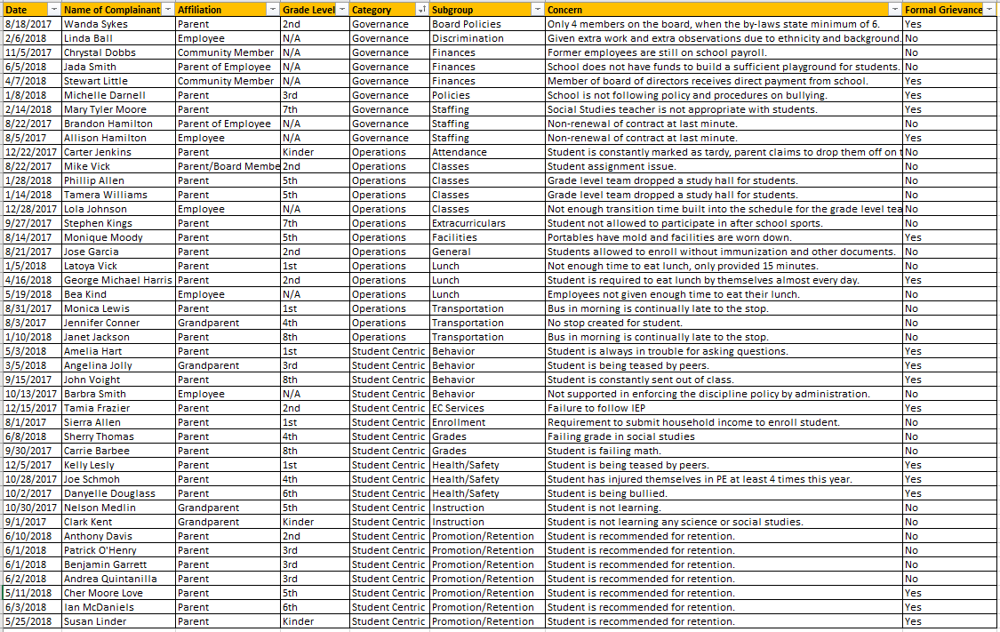 Date Name of Complainant Affiliation Grade Level Category Subgroup Concern Formal Grievance
8/18/2017 Wanda Sykes Parent 2nd Governance Board Policies Only 4 members on the board, when the by-laws state minimum of 6. Yes
2/6/2018 Linda Ball Employee N/A Governance Discrimination Given extra work and extra observations due to ethnicity and background. No
11/5/2017 Chrystal Dobbs Community Member N/A Governance Finances Former employees are still on school payroll. No
6/5/2018 Jada Smith Parent of Employee N/A Governance Finances School does not have funds to build a sufficient playground for students. No
4/7/2018 Stewart Little Community Member N/A Governance Finances Member of board of directors receives direct payment from school. Yes
1/8/2018 Michelle Darnell Parent 3rd Governance Policies School is not following policy and procedures on bullying. Yes
2/14/2018 Mary Tyler Moore Parent 7th Governance Staffing Social Studies teacher is not appropriate with students. Yes
8/22/2017 Brandon Hamilton Parent of Employee N/A Governance Staffing Non-renewal of contract at last minute. No
8/5/2017 Allison Hamilton Employee N/A Governance Staffing Non-renewal of contract at last minute. Yes
12/22/2017 Carter Jenkins Parent Kinder Operations Attendance Student is constantly marked as tardy, parent claims to drop them off on t No
8/22/2017 Mike Vick Parent/Board Membe 2nd Operations Classes Student assignment issue. No
1/28/2018 Phillip Allen Parent 5th Operations Classes Grade level team dropped a study hall for students. No
1/14/2018 Tamera Williams Parent 5th Operations Classes Grade level team dropped a study hall for students. No
12/28/2017 Lola Johnson Employee N/A Operations Classes Not enough transition time built into the schedule for the grade level tea No
9/27/2017 Stephen Kings Parent 7th Operations Extracurriculars Student not allowed to participate in after school sports. No
8/14/2017 Monique Moody Parent 5th Operations Facilities Portables have mold and facilities are worn down. Yes
8/21/2017 Jose Garcia Parent 2nd Operations General Students allowed to enroll without immunization and other documents. No
1/5/2018 Latoya Vick Parent 1st Operations Lunch Not enough time to eat lunch, only provided 15 minutes. No
4/16/2018 George Michael Harris Parent 2nd Operations Lunch Student is required to eat lunch by themselves almost every day. Yes
5/19/2018 Bea Kind Employee N/A Operations Lunch Employees not given enough time to eat their lunch. No
8/31/2017 Monica Lewis Parent 1st Operations Transportation Bus in morning is continually late to the stop. No
8/3/2017 Jennifer Conner Grandparent 4th Operations Transportation No stop created for student. No
1/10/2018 Janet Jackson Parent 8th Operations Transportation Bus in morning is continually late to the stop. No
5/3/2018 Amelia Hart Parent 1st Student Centric Behavior Student is always in trouble for asking questions. Yes
3/5/2018 Angelina Jolly Grandparent 3rd Student Centric Behavior Student is being teased by peers. Yes
9/15/2017 John Voight Parent 8th Student Centric Behavior Student is constantly sent out of class. Yes
10/13/2017 Barbra Smith Employee N/A Student Centric Behavior Not supported in enforcing the discipline policy by administration. No
12/15/2017 Tamia Frazier Parent 2nd Student Centric EC Services Failure to follow IEP Yes
8/1/2017 Sierra Allen Parent 1st Student Centric Enrollment Requirement to submit household income to enroll student. No
6/8/2018 Sherry Thomas Parent 4th Student Centric Grades Failing grade in social studies No
9/30/2017 Carrie Barbee Parent 8th Student Centric Grades Student is failing math. No
12/5/2017 Kelly Lesly Parent 1st Student Centric Health/Safety Student is being teased by peers. Yes
10/28/2017 Joe Schmoh Parent 4th Student Centric Health/Safety Student has injured themselves in PE at least 4 times this year. Yes
10/2/2017 Danyelle Douglass Parent 6th Student Centric Health/Safety Student is being bullied. Yes
10/30/2017 Nelson Medlin Grandparent 5th Student Centric Instruction Student is not learning. No
9/1/2017 Clark Kent Grandparent Kinder Student Centric Instruction Student is not learning any science or social studies. No
6/10/2018 Anthony Davis Parent 2nd Student Centric Promotion/Retention Student is recommended for retention. No
6/1/2018 Patrick O'Henry Parent 3rd Student Centric Promotion/Retention Student is recommended for retention. No
6/1/2018 Benjamin Garrett Parent 3rd Student Centric Promotion/Retention Student is recommended for retention. No
6/2/2018 Andrea Quintanilla Parent 3rd Student Centric Promotion/Retention Student is recommended for retention. No
5/11/2018 Cher Moore Love Parent 5th Student Centric Promotion/Retention Student is recommended for retention. Yes
6/3/2018 Ian McDaniels Parent 6th Student Centric Promotion/Retention Student is recommended for retention. Yes
5/25/2018 Susan Linder Parent Kinder Student Centric Promotion/Retention Student is recommended for retention. Yes